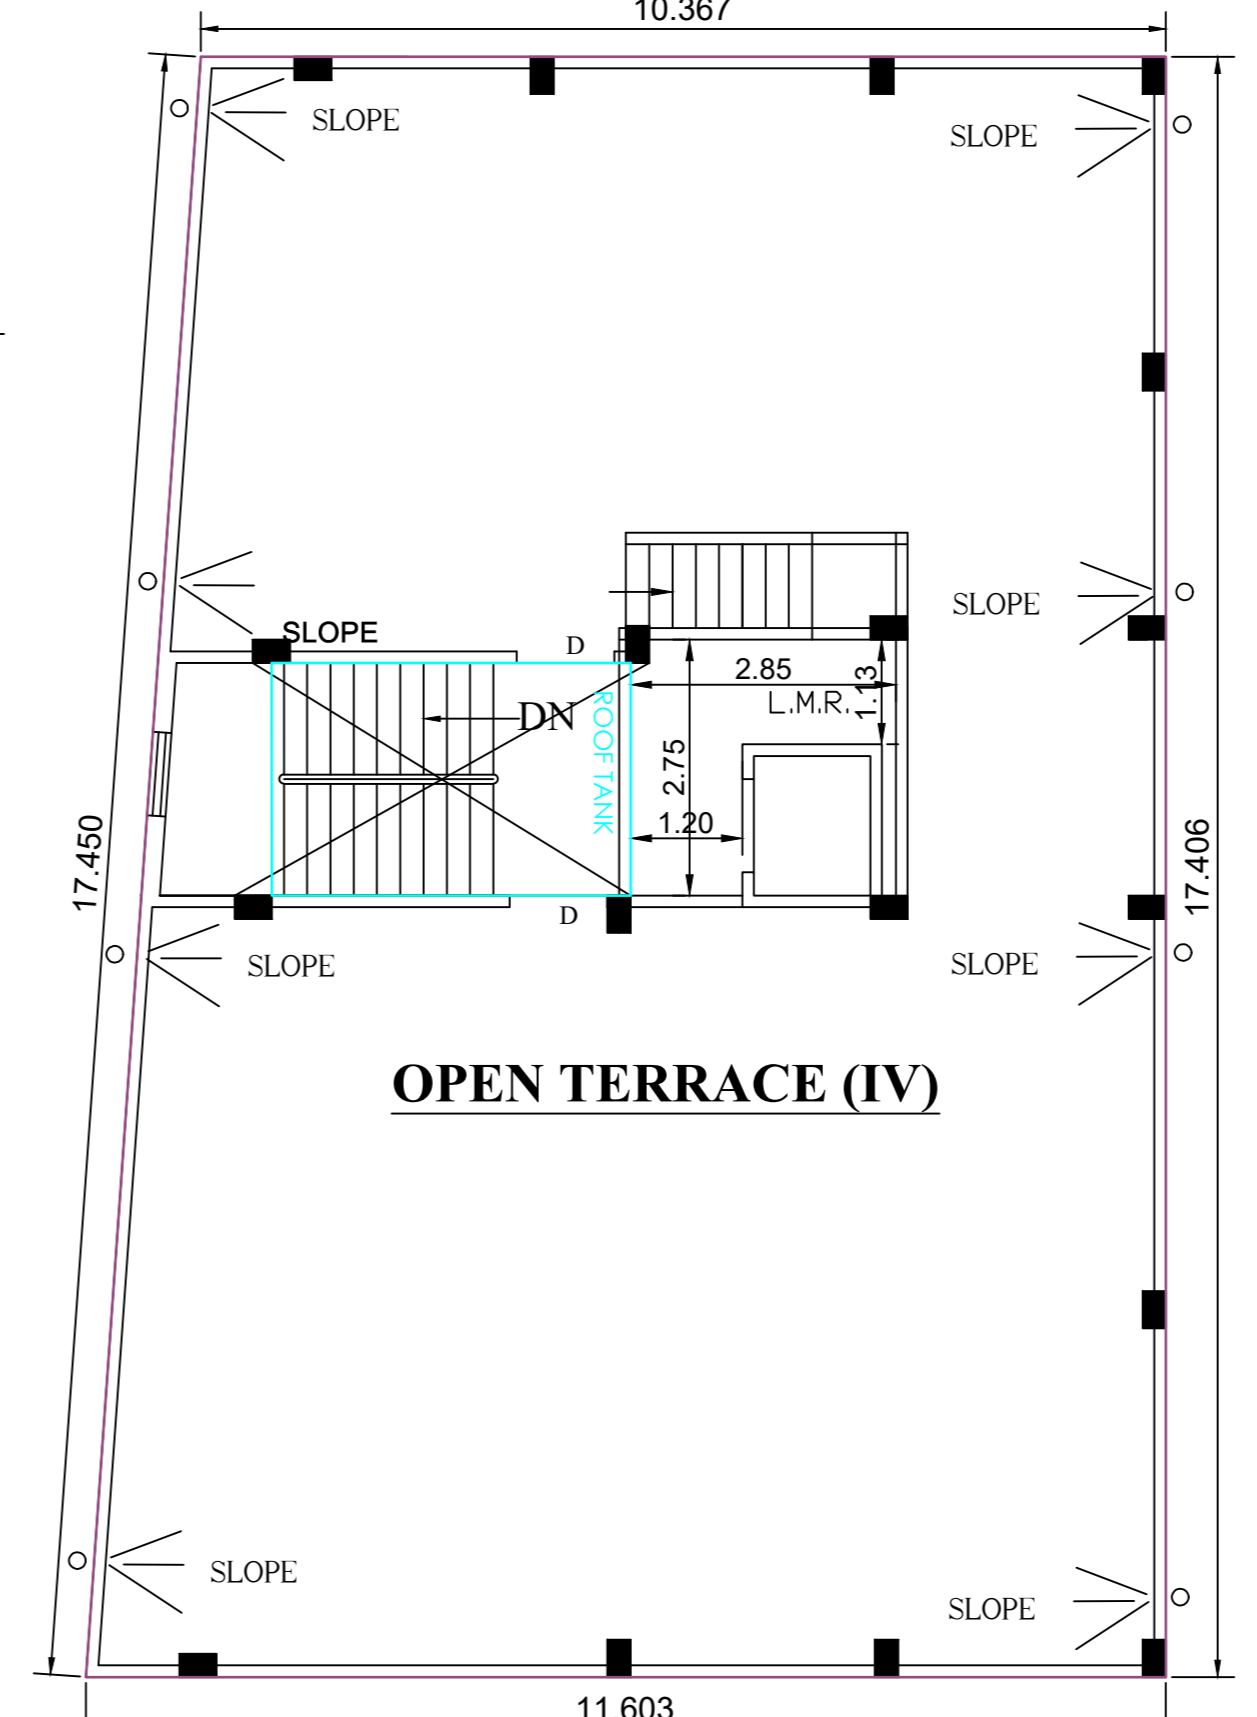 10.367
SLOPE
SLOPE
SLOPE
SLOPE
D
2.85
1.13
L.M.R.
DN
ROOF TANK
2.75
1.20
17.450
17.406
D
SLOPE
SLOPE
OPEN TERRACE (IV)
SLOPE
SLOPE
11.603